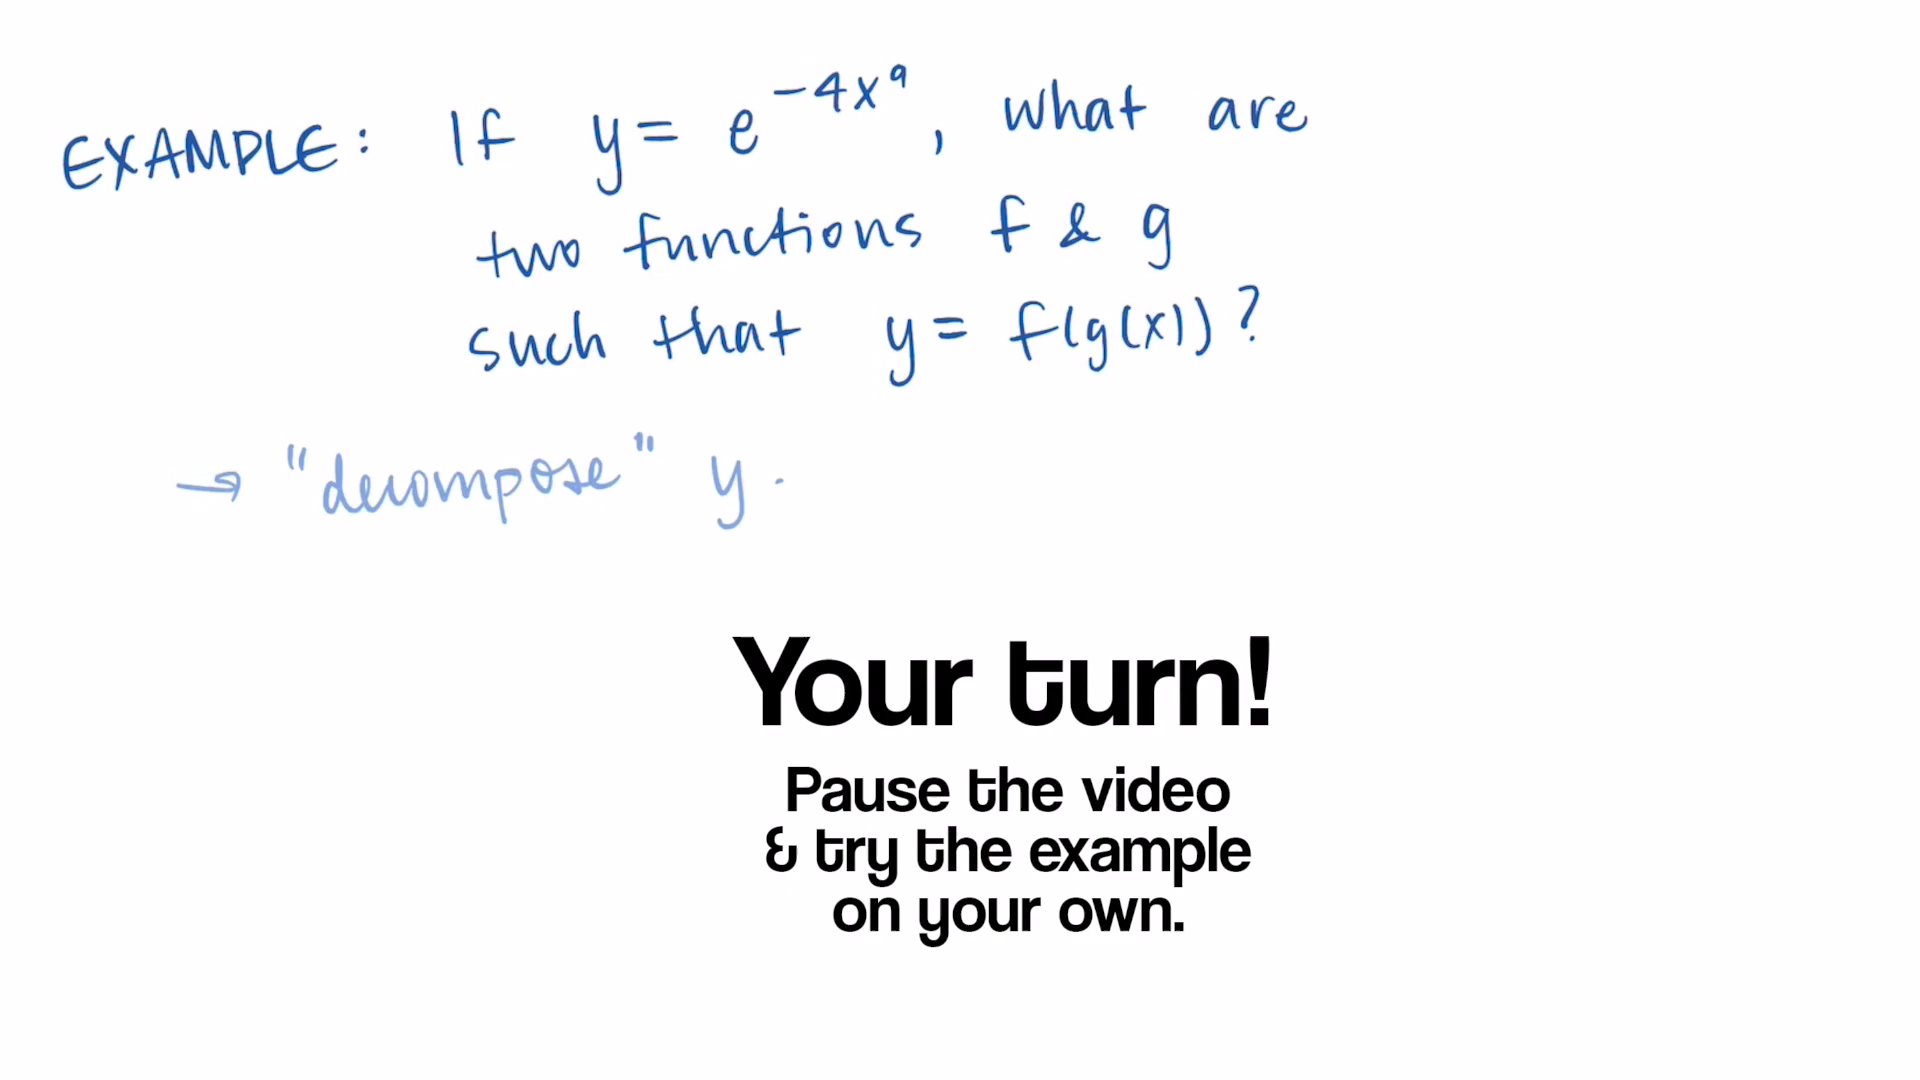 EXAMPLE: If y = e^{-4x^9}, what are
two functions f & g
such that y = f(g(x))?
→ "decompose" y.
Your turn!
Pause the video
& try the example
on your own.